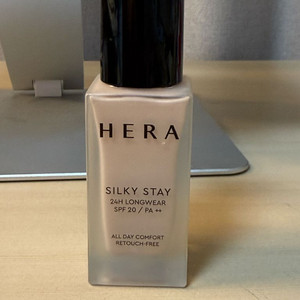 HERA
SILKY STAY
24H LONGWEAR
SPF 20 / PA ++
ALL DAY COMFORT
RETOUCH-FREE